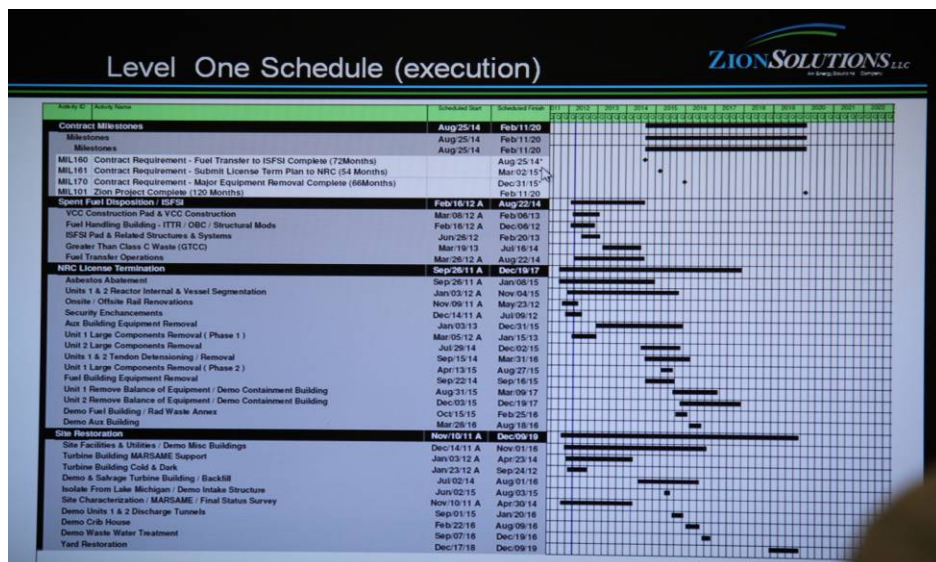 Level One Schedule (execution)
ZIONSOLUTIONS LLC
An EnergySolutions Company
Activity ID Activity Name Scheduled Start Scheduled Finish 011 2012 2013 2014 2015 2016 2017 2018 2019 2020 2021 2022
Contract Milestones Aug/25/14 Feb/11/20
Milestones Aug/25/14 Feb/11/20
Milestones Aug/25/14 Feb/11/20
MIL160 Contract Requirement - Fuel Transfer to ISFSI Complete (72Months) Aug/25/14*
MIL161 Contract Requirement - Submit License Term Plan to NRC (54 Months) Mar/02/15*
MIL170 Contract Requirement - Major Equipment Removal Complete (66Months) Dec/31/15*
MIL101 Zion Project Complete (120 Months) Feb/11/20
Spent Fuel Disposition / ISFSI Feb/16/12 A Aug/22/14
VCC Construction Pad & VCC Construction Mar/08/12 A Feb/06/13
Fuel Handling Building - ITTR / OBC / Structural Mods Feb/16/12 A Dec/06/12
ISFSI Pad & Related Structures & Systems Jun/26/12 Feb/20/13
Greater Than Class C Waste (GTCC) Mar/19/13 Jul/16/14
Fuel Transfer Operations Mar/26/12 A Aug/22/14
NRC License Termination Sep/26/11 A Dec/19/17
Asbestos Abatement Sep/26/11 A Jan/08/15
Units 1 & 2 Reactor Internal & Vessel Segmentation Jan/03/12 A Nov/04/15
Onsite / Offsite Rail Renovations Nov/09/11 A May/23/12
Security Enchancements Dec/14/11 A Jul/09/12
Aux Building Equipment Removal Jan/03/13 Dec/31/15
Unit 1 Large Components Removal ( Phase 1 ) Mar/05/12 A Jan/15/13
Unit 2 Large Components Removal Jul/29/14 Dec/02/15
Units 1 & 2 Tendon Detensioning / Removal Sep/15/14 Mar/31/16
Unit 1 Large Components Removal ( Phase 2 ) Apr/13/15 Aug/27/15
Fuel Building Equipment Removal Sep/22/14 Sep/16/15
Unit 1 Remove Balance of Equipment / Demo Containment Building Aug/31/15 Mar/09/17
Unit 2 Remove Balance of Equipment / Demo Containment Building Dec/03/15 Dec/19/17
Demo Fuel Building / Rad Waste Annex Oct/15/15 Feb/25/16
Demo Aux Building Mar/28/16 Aug/18/16
Site Restoration Nov/10/11 A Dec/09/19
Site Facilities & Utilities / Demo Misc Buildings Dec/14/11 A Nov/01/16
Turbine Building MARSAME Support Jan/03/12 A Apr/23/14
Turbine Building Cold & Dark Jan/23/12 A Sep/24/12
Demo & Salvage Turbine Building / Backfill Jul/02/14 Aug/01/16
Isolate From Lake Michigan / Demo Intake Structure Jun/02/15 Aug/03/15
Site Characterization / MARSAME / Final Status Survey Nov/10/11 A Apr/30/14
Demo Units 1 & 2 Discharge Tunnels Sep/01/15 Jan/20/16
Demo Crib House Feb/22/16 Aug/09/16
Demo Waste Water Treatment Sep/07/16 Dec/19/16
Yard Restoration Dec/17/18 Dec/09/19